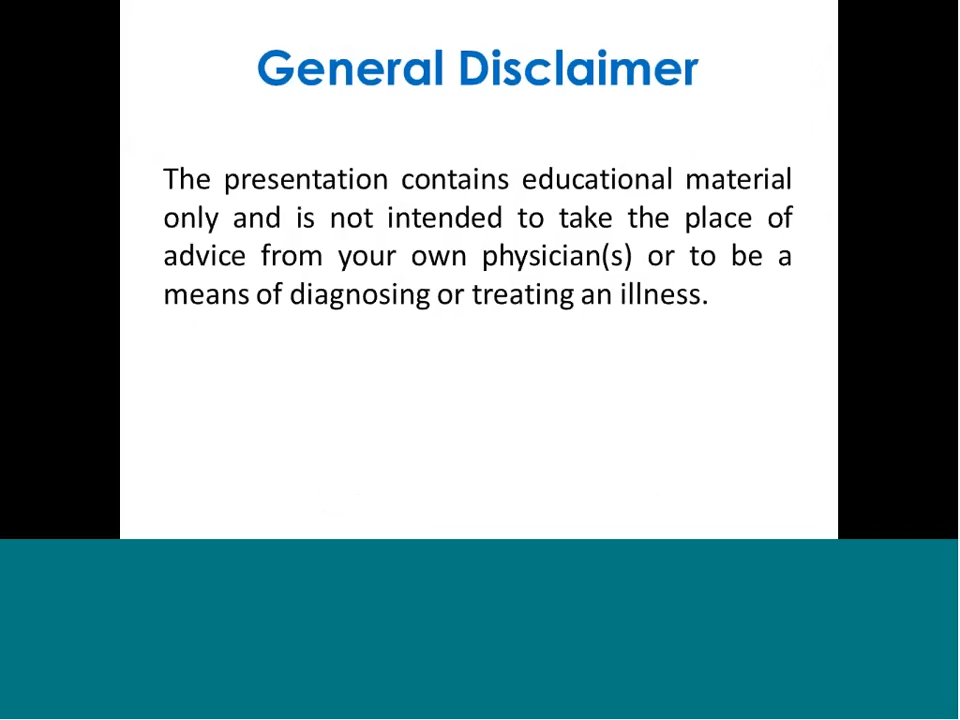 General Disclaimer
The presentation contains educational material
only and is not intended to take the place of
advice from your own physician(s) or to be a
means of diagnosing or treating an illness.